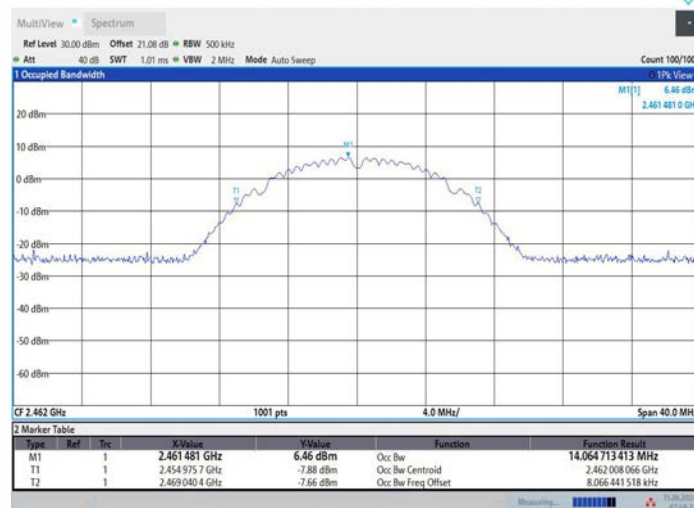 MultiView Spectrum
Ref Level 30.00 dBm Offset 21.08 dB RBW 500 kHz
Att 40 dB SWT 1.01 ms VBW 2 MHz Mode Auto Sweep Count 100/100
1 Occupied Bandwidth 1Pk View
M1[1] 6.46 dBm
2.461 481 0 GHz
20 dBm
10 dBm
M1
0 dBm
T1 T2
-10 dBm
-20 dBm
-30 dBm
-40 dBm
-50 dBm
-60 dBm
CF 2.462 GHz 1001 pts 4.0 MHz/ Span 40.0 MHz
2 Marker Table
Type Ref Trc X-Value Y-Value Function Function Result
M1 1 2.461 481 GHz 6.46 dBm Occ Bw 14.064 713 413 MHz
T1 1 2.454 975 7 GHz -7.88 dBm Occ Bw Centroid 2.462 008 066 GHz
T2 1 2.469 040 4 GHz -7.66 dBm Occ Bw Freq Offset 8.066 441 518 kHz
Measuring...